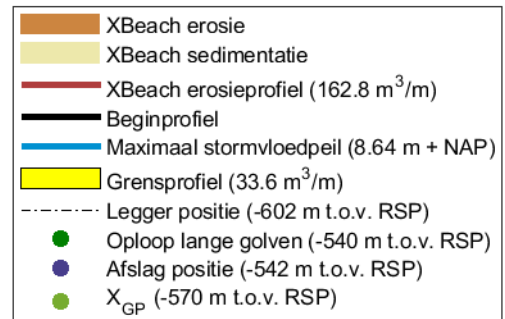 XBeach erosie
XBeach sedimentatie
XBeach erosieprofiel (162.8 m³/m)
Beginprofiel
Maximaal stormvloedpeil (8.64 m + NAP)
Grensprofiel (33.6 m³/m)
Legger positie (-602 m t.o.v. RSP)
Oploop lange golven (-540 m t.o.v. RSP)
Afslag positie (-542 m t.o.v. RSP)
X_GP (-570 m t.o.v. RSP)